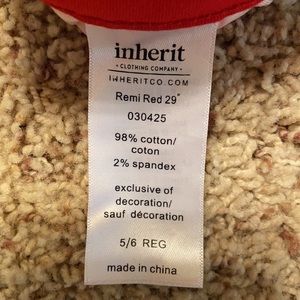 inherit
• CLOTHING COMPANY •
INHERITCO.COM
Remi Red 29"
030425
98% cotton/
coton
2% spandex
exclusive of
decoration/
sauf décoration
5/6 REG
made in china